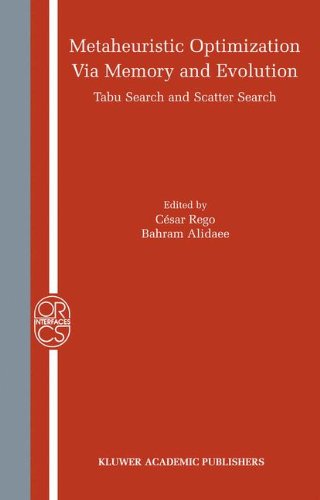 Metaheuristic Optimization
Via Memory and Evolution
Tabu Search and Scatter Search
Edited by
César Rego
Bahram Alidaee
OR
INTERFACES
CS
KLUWER ACADEMIC PUBLISHERS